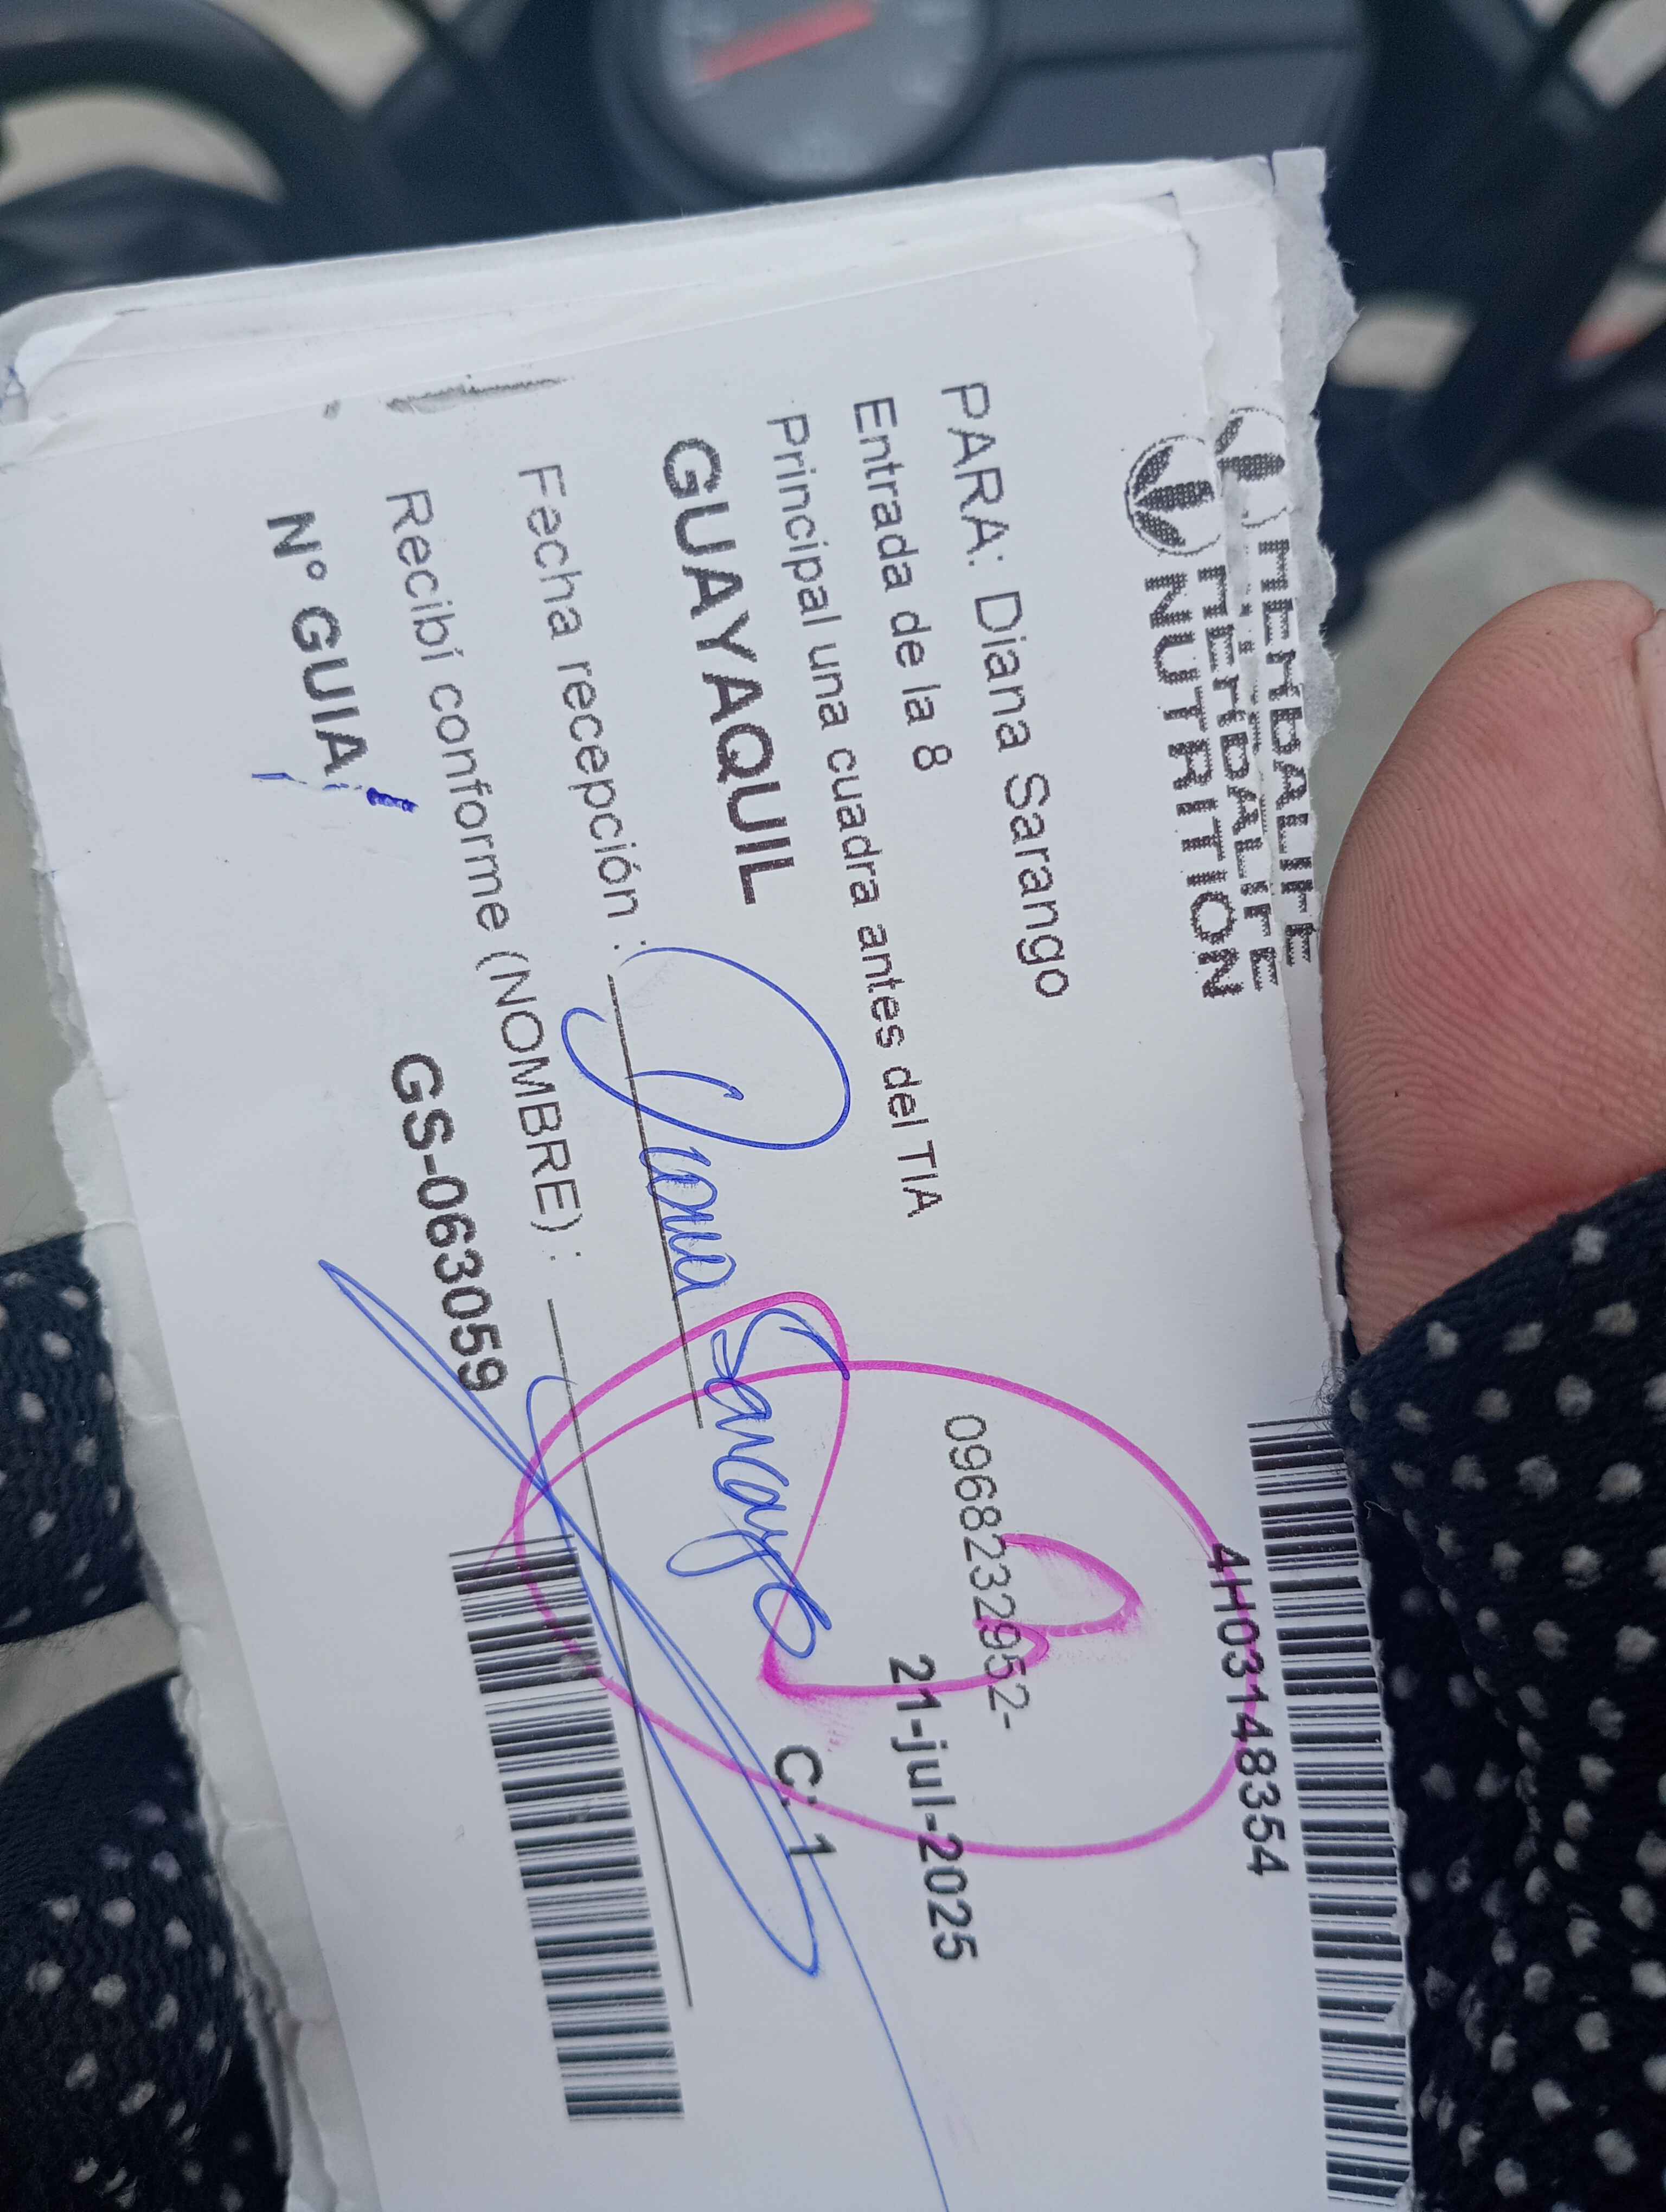 HERBALIFE
HERBALIFE
NUTRITION
4H03148354
PARA: Diana Sarango
0968232952-
Entrada de la 8
21-jul-2025
Principal una cuadra antes del TIA
GUAYAQUIL
C: 1
Fecha recepción :
Diana Sarango
Recibí conforme (NOMBRE) :
N° GUIA
GS-063059